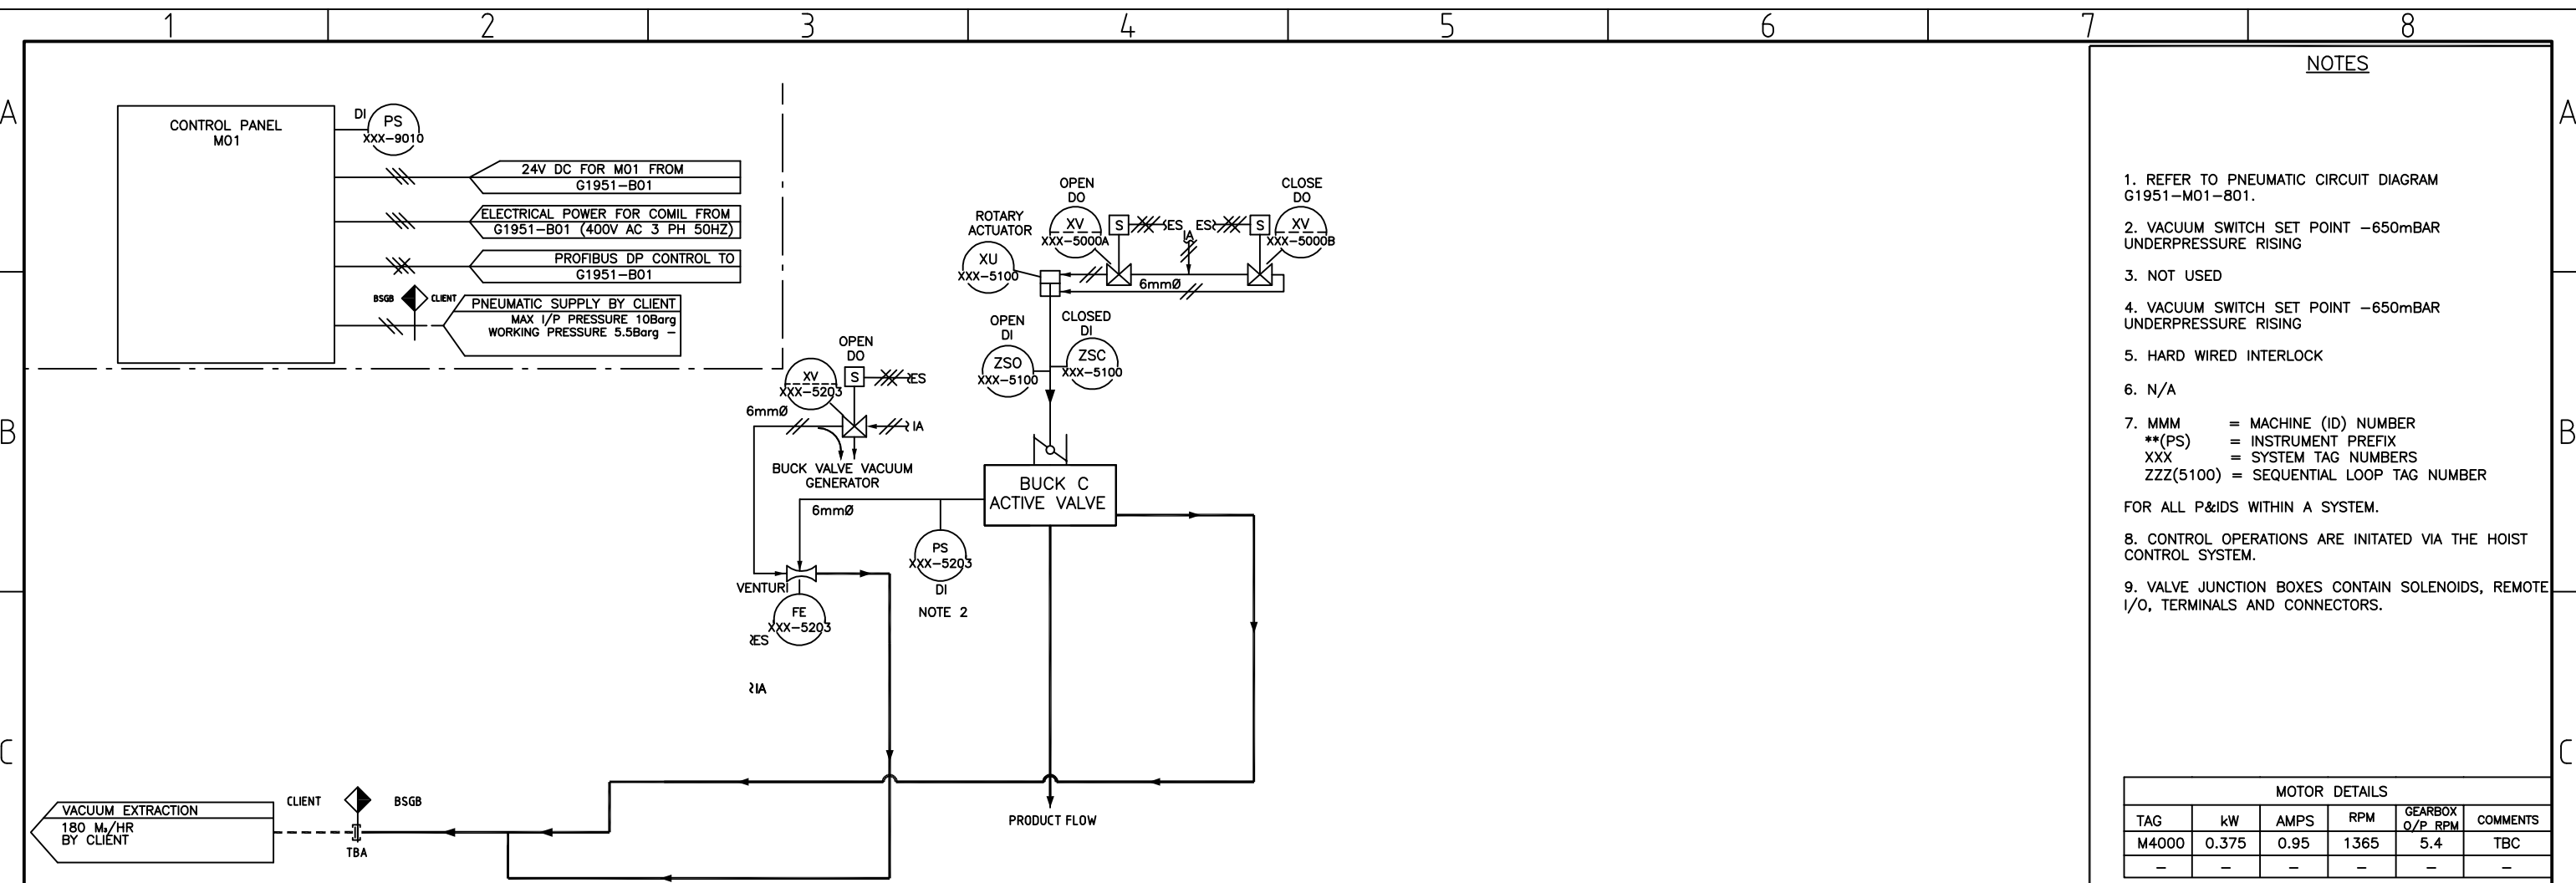 1 2 3 4 5 6 7 8
A
B
C
CONTROL PANEL
M01
DI
PS
XXX-9010
24V DC FOR M01 FROM
G1951-B01
ELECTRICAL POWER FOR COMIL FROM
G1951-B01 (400V AC 3 PH 50HZ)
PROFIBUS DP CONTROL TO
G1951-B01
BSGB
CLIENT
PNEUMATIC SUPPLY BY CLIENT
MAX I/P PRESSURE 10Barg
WORKING PRESSURE 5.5Barg -
OPEN
DO
XV
XXX-5000A
S
ES
IA
ES
S
CLOSE
DO
XV
XXX-5000B
ROTARY
ACTUATOR
XU
XXX-5100
6mmØ
OPEN
DI
ZSO
XXX-5100
CLOSED
DI
ZSC
XXX-5100
OPEN
DO
XV
XXX-5203
S
ES
6mmØ
IA
BUCK VALVE VACUUM
GENERATOR
BUCK C
ACTIVE VALVE
6mmØ
PS
XXX-5203
DI
NOTE 2
VENTURI
FE
XXX-5203
ES
IA
PRODUCT FLOW
VACUUM EXTRACTION
180 M₃/HR
BY CLIENT
CLIENT
BSGB
TBA
NOTES
1. REFER TO PNEUMATIC CIRCUIT DIAGRAM
G1951-M01-801.
2. VACUUM SWITCH SET POINT -650mBAR
UNDERPRESSURE RISING
3. NOT USED
4. VACUUM SWITCH SET POINT -650mBAR
UNDERPRESSURE RISING
5. HARD WIRED INTERLOCK
6. N/A
7. MMM = MACHINE (ID) NUMBER
**(PS) = INSTRUMENT PREFIX
XXX = SYSTEM TAG NUMBERS
ZZZ(5100) = SEQUENTIAL LOOP TAG NUMBER
FOR ALL P&IDS WITHIN A SYSTEM.
8. CONTROL OPERATIONS ARE INITATED VIA THE HOIST
CONTROL SYSTEM.
9. VALVE JUNCTION BOXES CONTAIN SOLENOIDS, REMOTE
I/O, TERMINALS AND CONNECTORS.
MOTOR DETAILS
TAG kW AMPS RPM GEARBOX O/P RPM COMMENTS
M4000 0.375 0.95 1365 5.4 TBC
- - - - - -
A
B
C